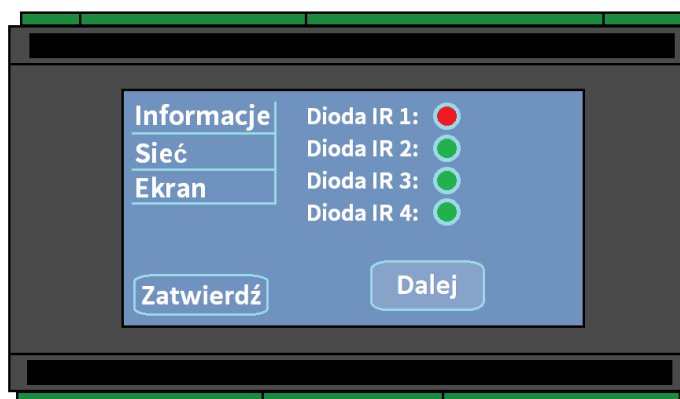 Informacje
Sieć
Ekran
Dioda IR 1:
Dioda IR 2:
Dioda IR 3:
Dioda IR 4:
Zatwierdź
Dalej